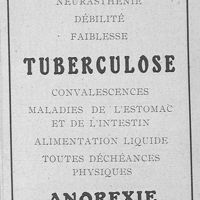 NEURASTHÉNIE
DÉBILITÉ
FAIBLESSE
TUBERCULOSE
CONVALESCENCES
MALADIES DE L'ESTOMAC
ET DE L'INTESTIN
ALIMENTATION LIQUIDE
TOUTES DÉCHÉANCES
PHYSIQUES
ANOREXIE